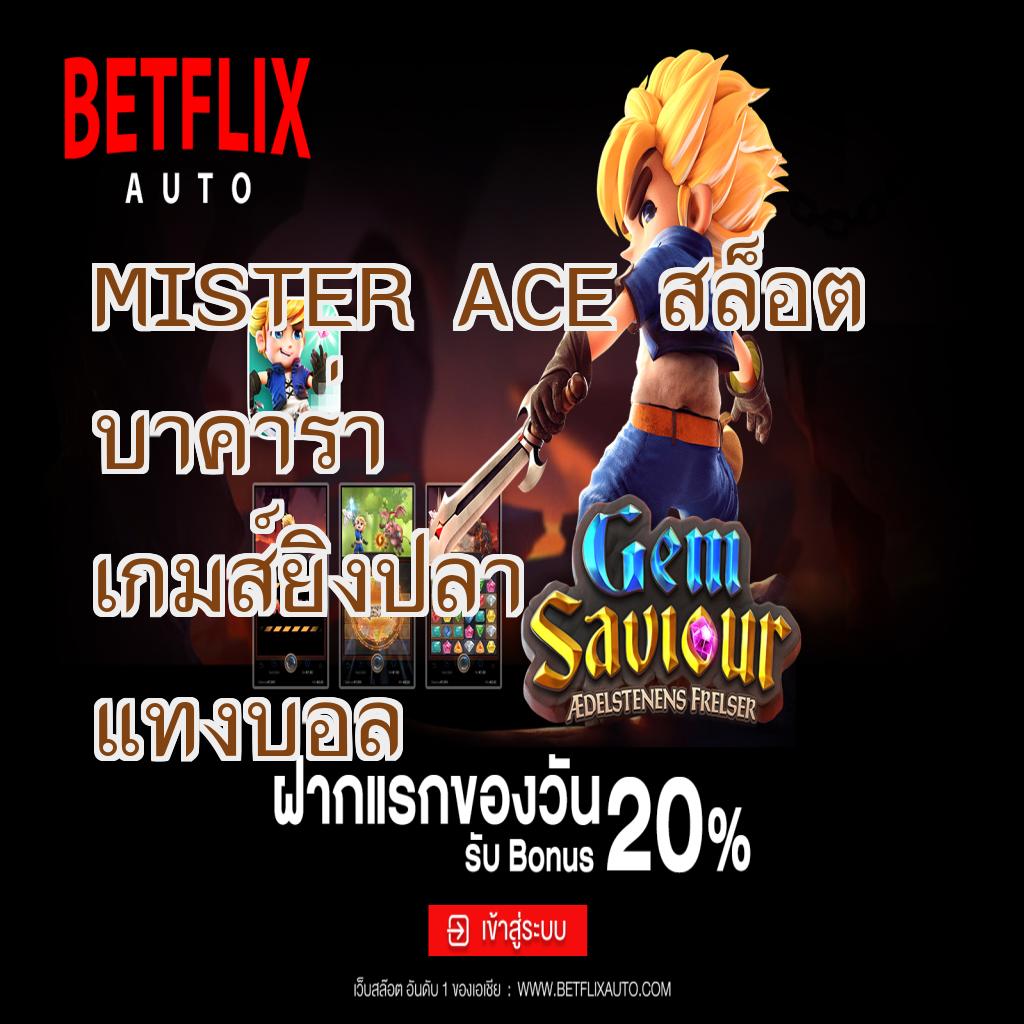 BETFLIX
AUTO
MISTER ACE สล็อต
บาคาร่า
เกมส์ยิงปลา
แทงบอล
Gem
Saviour
ÆDELSTENENS FRELSER
ฝากแรกของวัน 20%
รับ Bonus
เข้าสู่ระบบ
เว็บสล๊อต อันดับ 1 ของเอเชีย : WWW.BETFLIXAUTO.COM